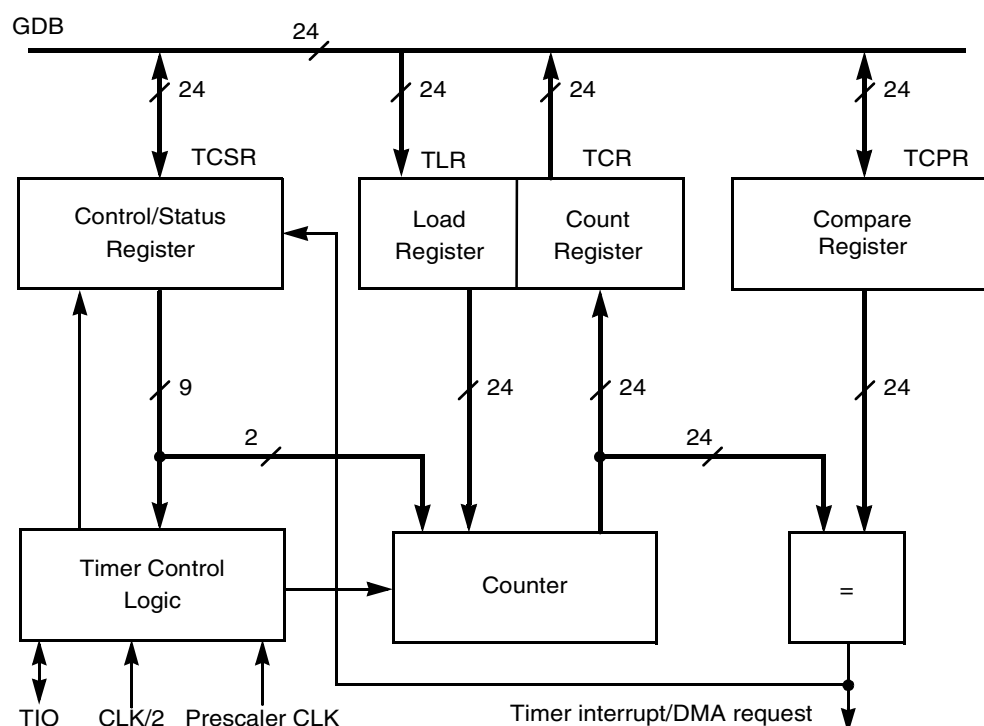 GDB
24
24
24
24
24
TCSR
TLR
TCR
TCPR
Control/Status
Register
Load
Register
Count
Register
Compare
Register
9
24
24
24
2
24
Timer Control
Logic
Counter
=
TIO
CLK/2
Prescaler CLK
Timer interrupt/DMA request